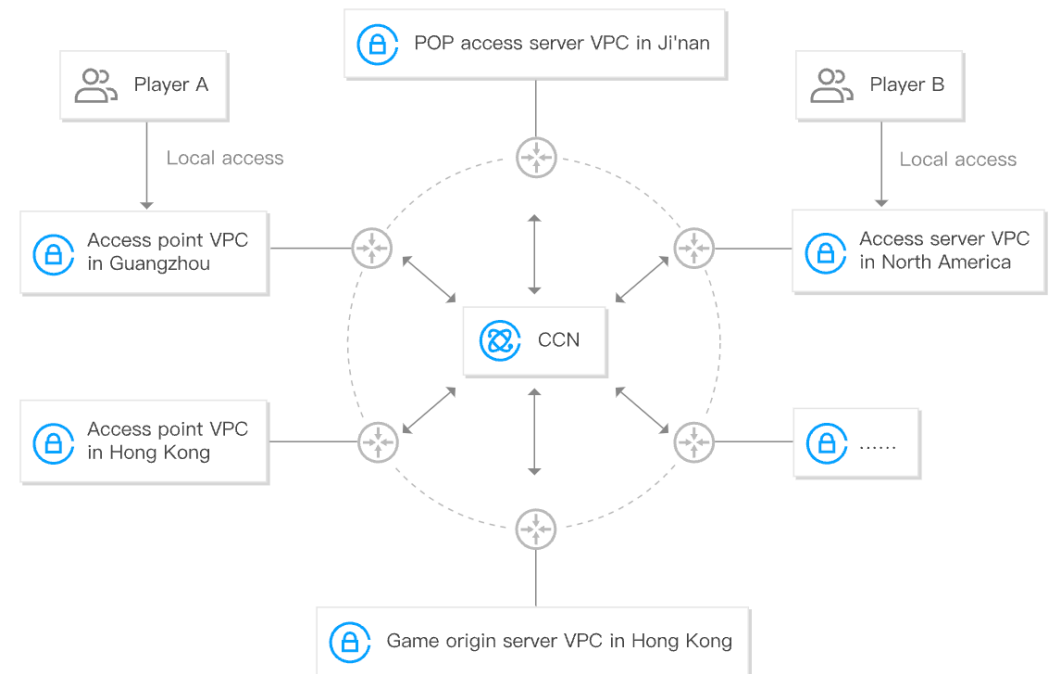 POP access server VPC in Ji'nan
Player A
Player B
Local access
Local access
Access point VPC
in Guangzhou
Access server VPC
in North America
CCN
Access point VPC
in Hong Kong
......
Game origin server VPC in Hong Kong